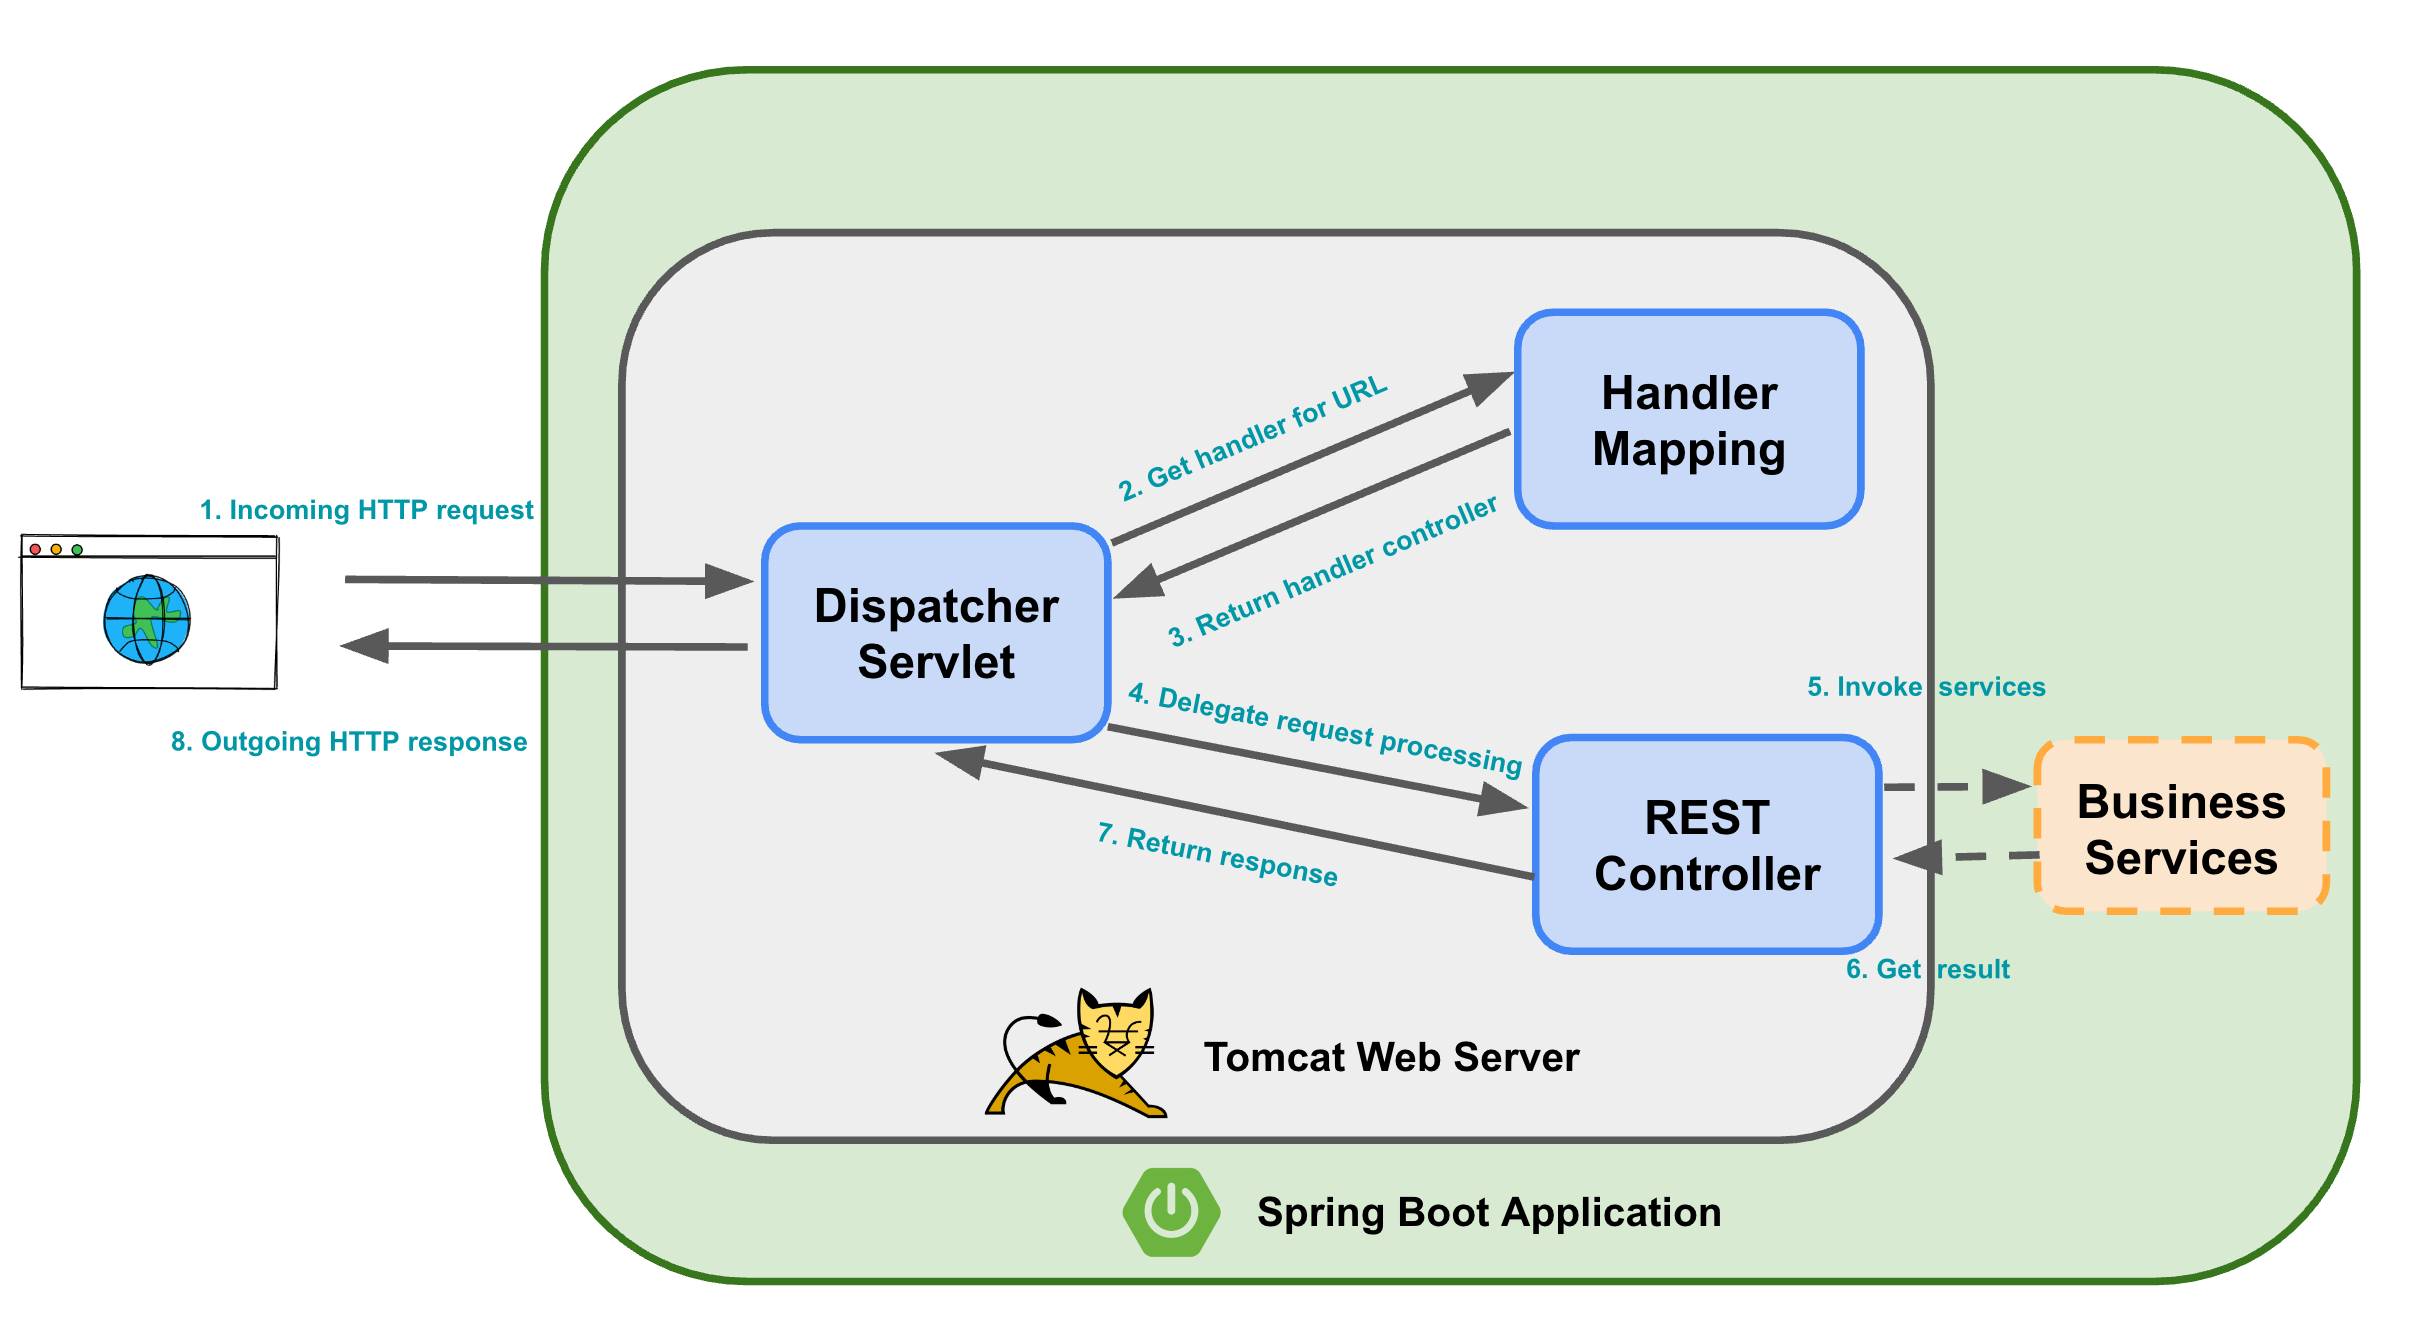 1. Incoming HTTP request
8. Outgoing HTTP response
Dispatcher
Servlet
2. Get handler for URL
3. Return handler controller
Handler
Mapping
4. Delegate request processing
7. Return response
REST
Controller
5. Invoke services
6. Get result
Business
Services
Tomcat Web Server
Spring Boot Application